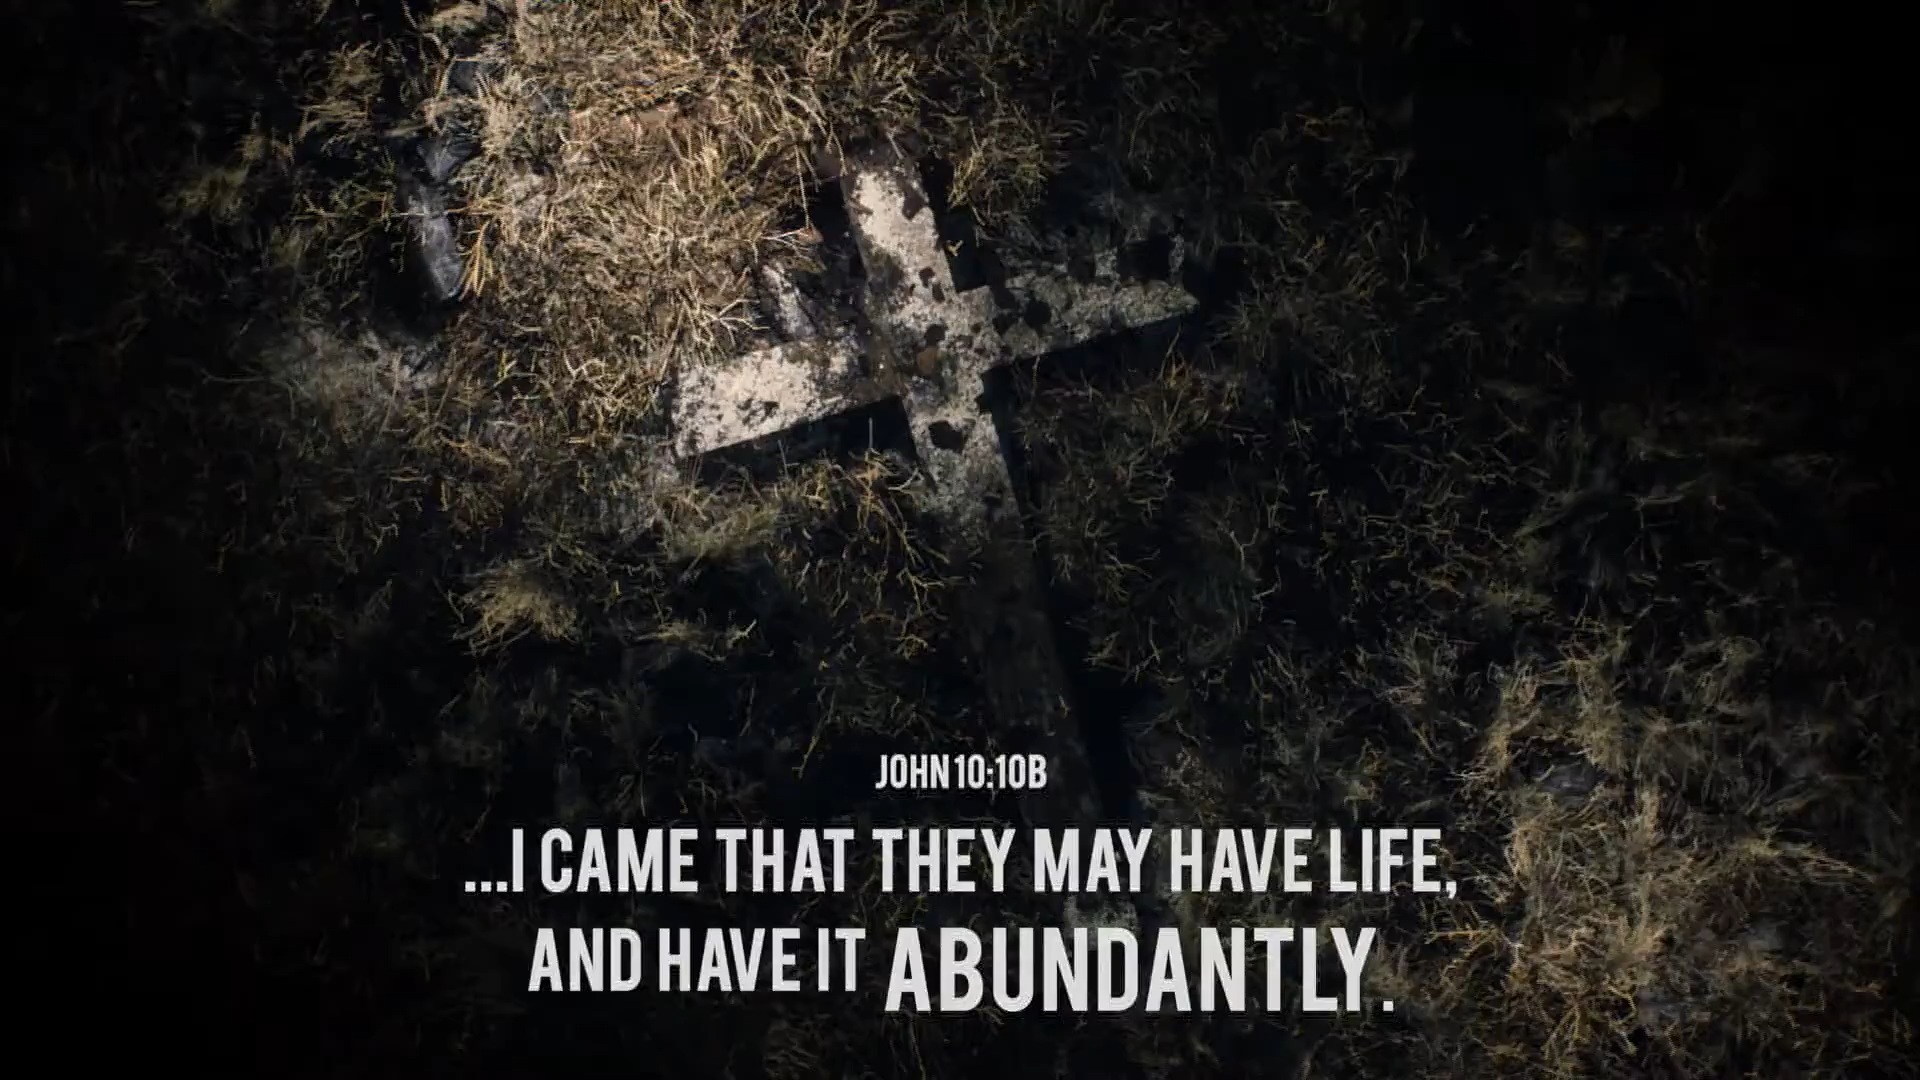 JOHN 10:10B
...I CAME THAT THEY MAY HAVE LIFE,
AND HAVE IT ABUNDANTLY.